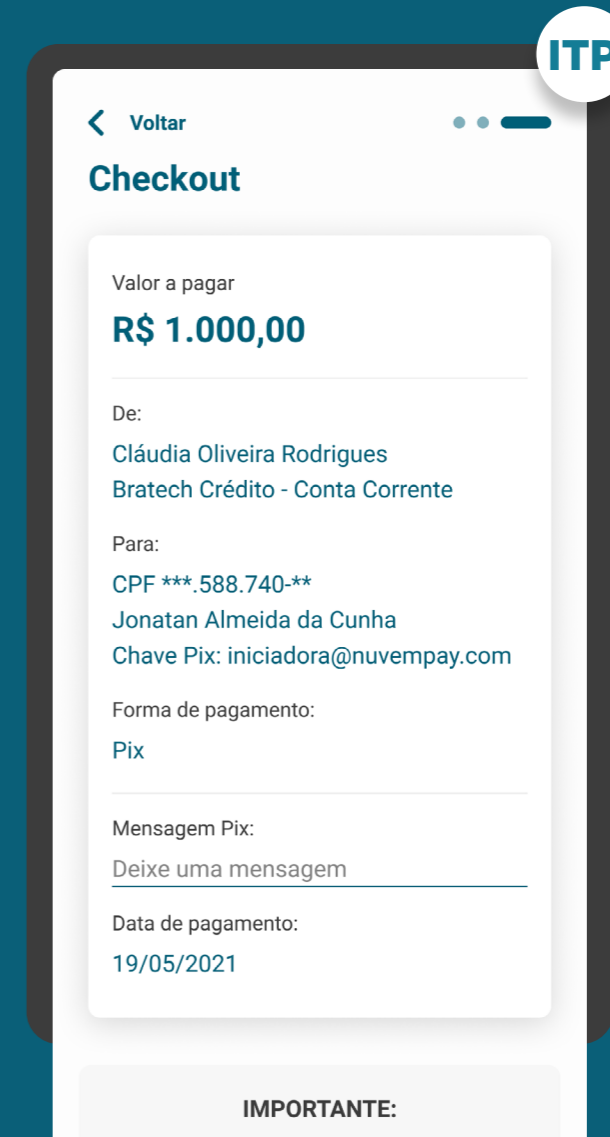 ITP
Voltar
Checkout
Valor a pagar
R$ 1.000,00
De:
Cláudia Oliveira Rodrigues
Bratech Crédito - Conta Corrente
Para:
CPF ***.588.740-**
Jonatan Almeida da Cunha
Chave Pix: iniciadora@nuvempay.com
Forma de pagamento:
Pix
Mensagem Pix:
Deixe uma mensagem
Data de pagamento:
19/05/2021
IMPORTANTE: